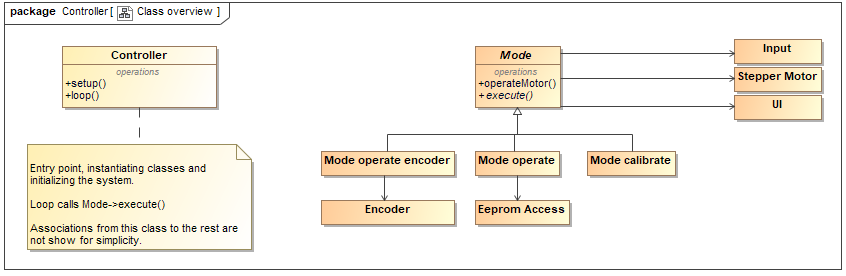 package Controller [ Class overview ]
Controller
operations
+setup()
+loop()
Entry point, instantiating classes and
initializing the system.
Loop calls Mode->execute()
Associations from this class to the rest are
not show for simplicity.
Mode
operations
+operateMotor()
+execute()
Input
Stepper Motor
UI
Mode operate encoder
Mode operate
Mode calibrate
Encoder
Eeprom Access